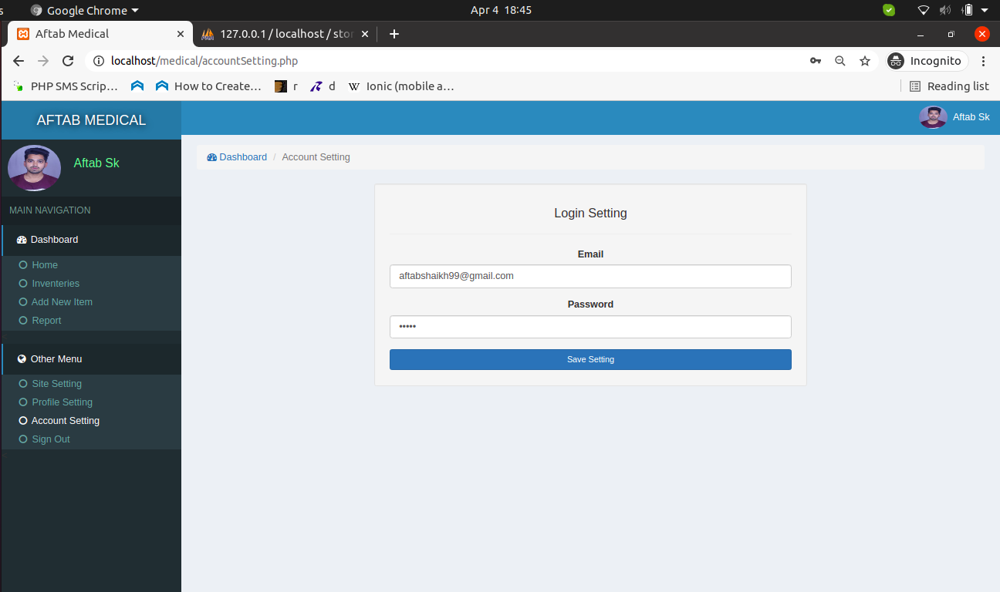 s Google Chrome Apr 4 18:45
Aftab Medical 127.0.0.1 / localhost / stor
localhost/medical/accountSetting.php Incognito
PHP SMS Scrip… How to Create… r d W Ionic (mobile a… Reading list
AFTAB MEDICAL Aftab Sk
Aftab Sk
Dashboard / Account Setting
MAIN NAVIGATION
Dashboard
Home
Inventeries
Add New Item
Report
Other Menu
Site Setting
Profile Setting
Account Setting
Sign Out
Login Setting
Email
aftabshaikh99@gmail.com
Password
•••••
Save Setting